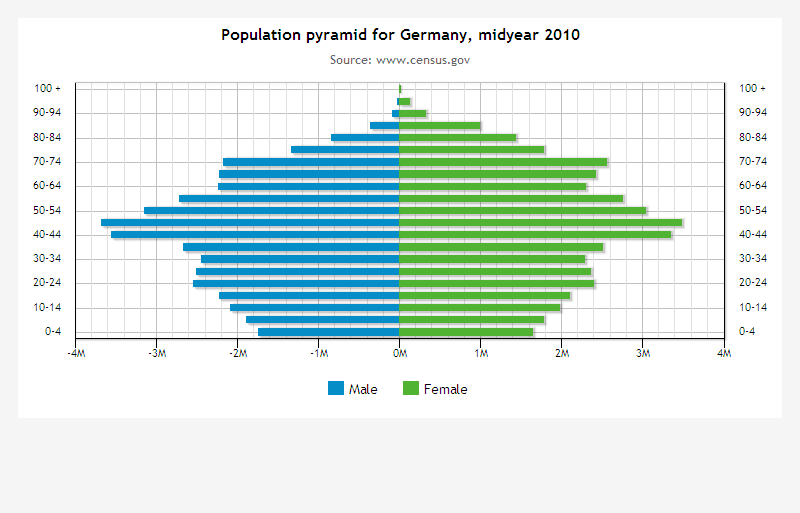 Population pyramid for Germany, midyear 2010
Source: www.census.gov
100 + 100 +
90-94 90-94
80-84 80-84
70-74 70-74
60-64 60-64
50-54 50-54
40-44 40-44
30-34 30-34
20-24 20-24
10-14 10-14
0-4 0-4
-4M -3M -2M -1M 0M 1M 2M 3M 4M
Male Female